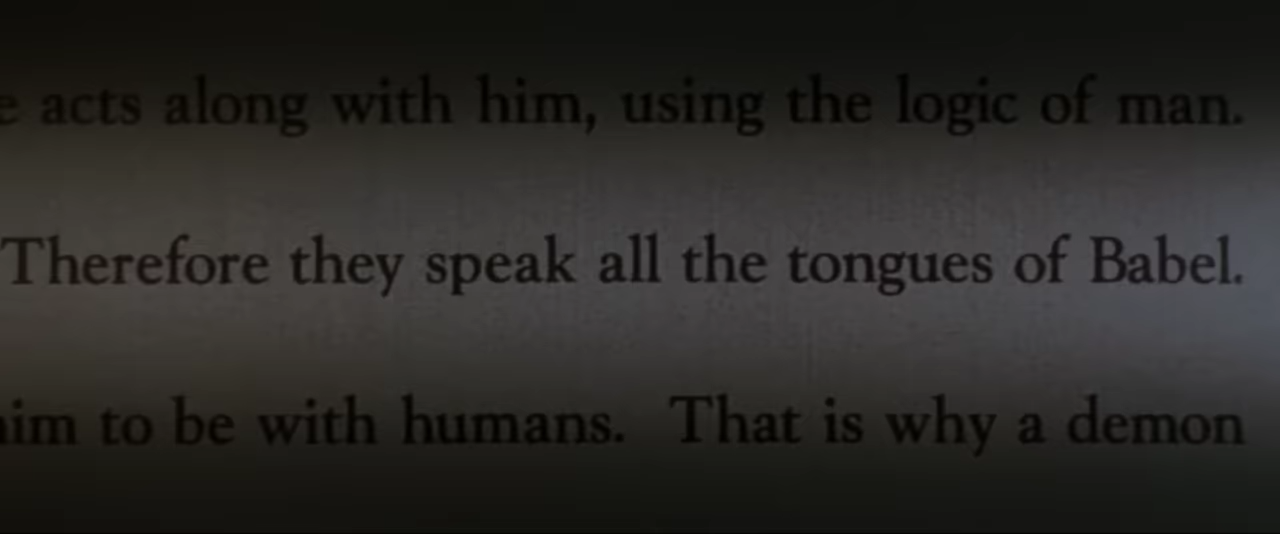 acts along with him, using the logic of man.
Therefore they speak all the tongues of Babel.
to be with humans. That is why a demon